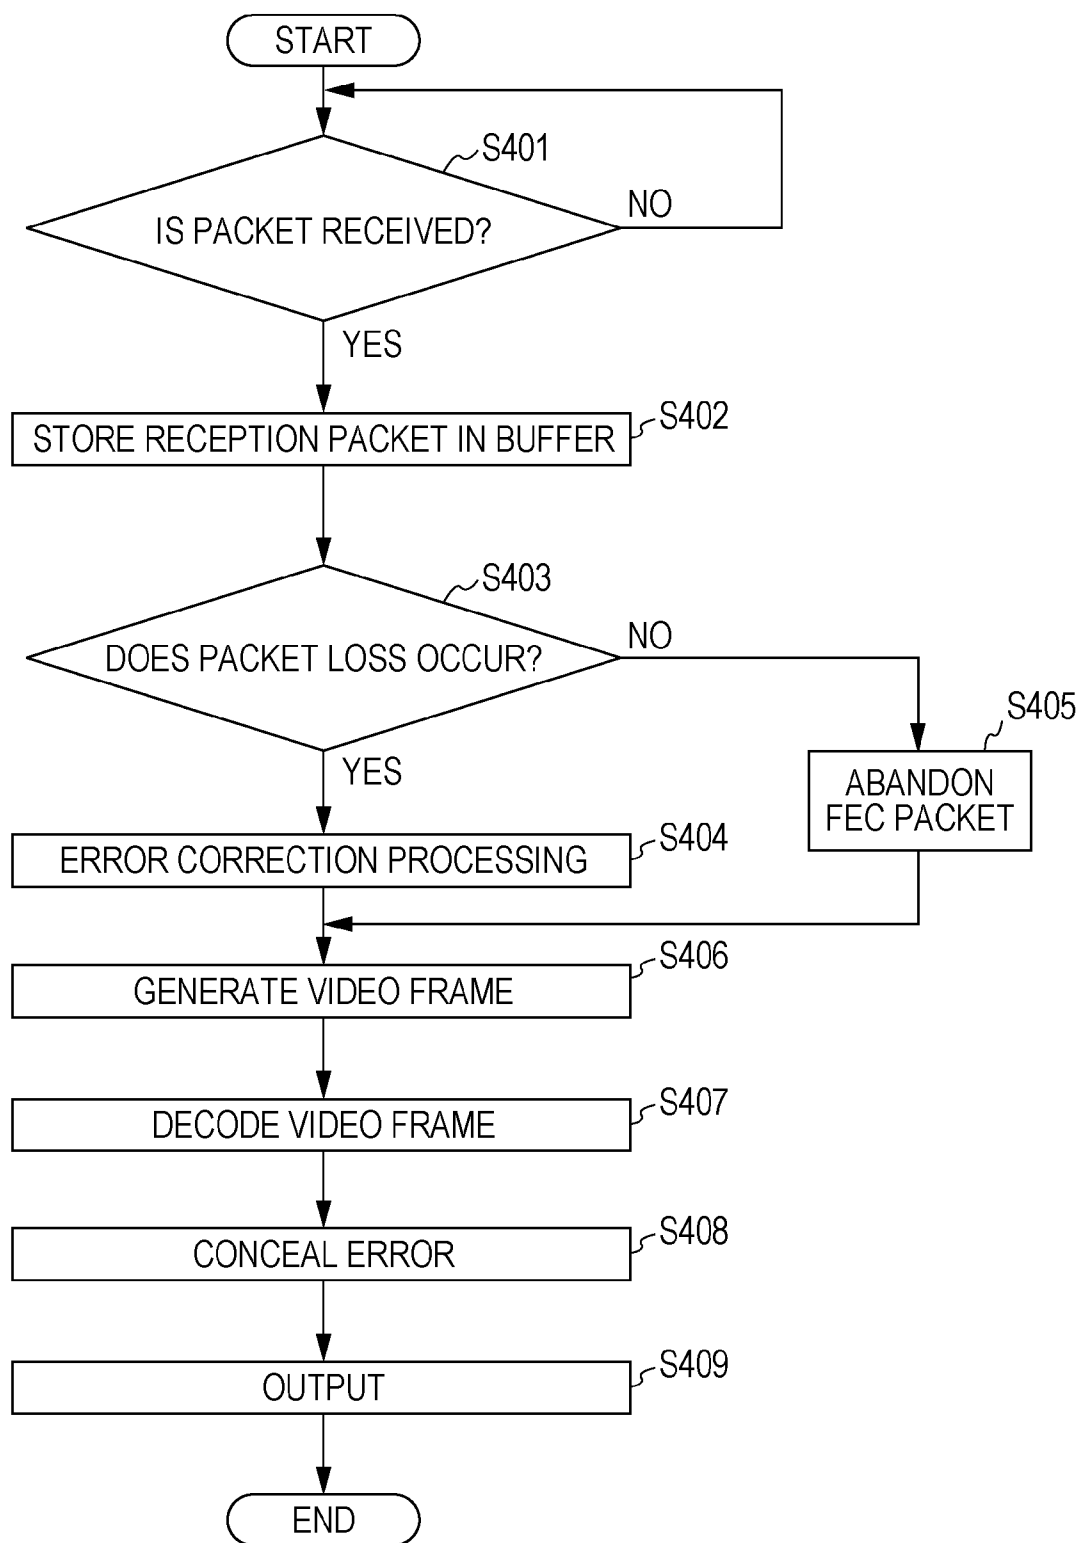 START
S401
IS PACKET RECEIVED?
NO
YES
S402
STORE RECEPTION PACKET IN BUFFER
S403
DOES PACKET LOSS OCCUR?
NO
YES
S405
ABANDON
FEC PACKET
S404
ERROR CORRECTION PROCESSING
S406
GENERATE VIDEO FRAME
S407
DECODE VIDEO FRAME
S408
CONCEAL ERROR
S409
OUTPUT
END